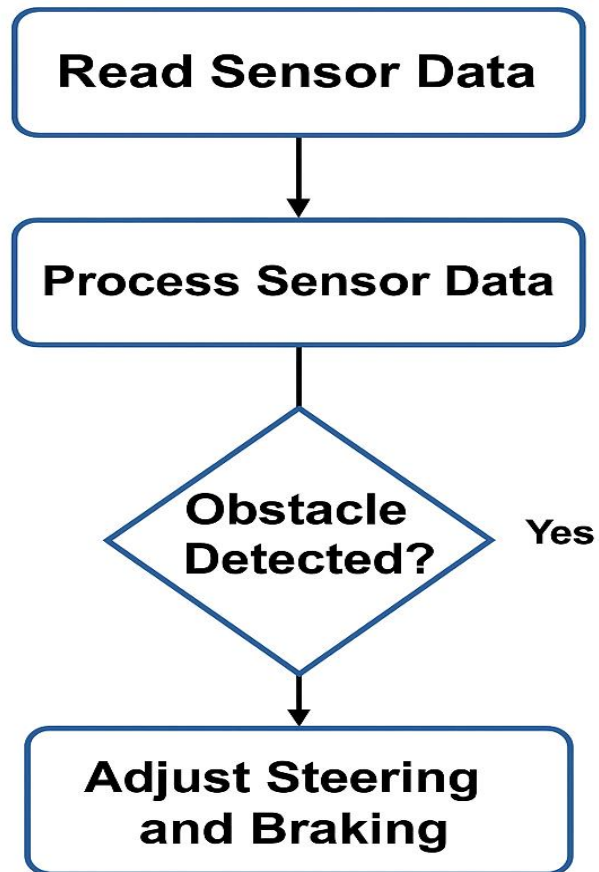 Read Sensor Data
Process Sensor Data
Obstacle
Detected?
Yes
Adjust Steering
and Braking